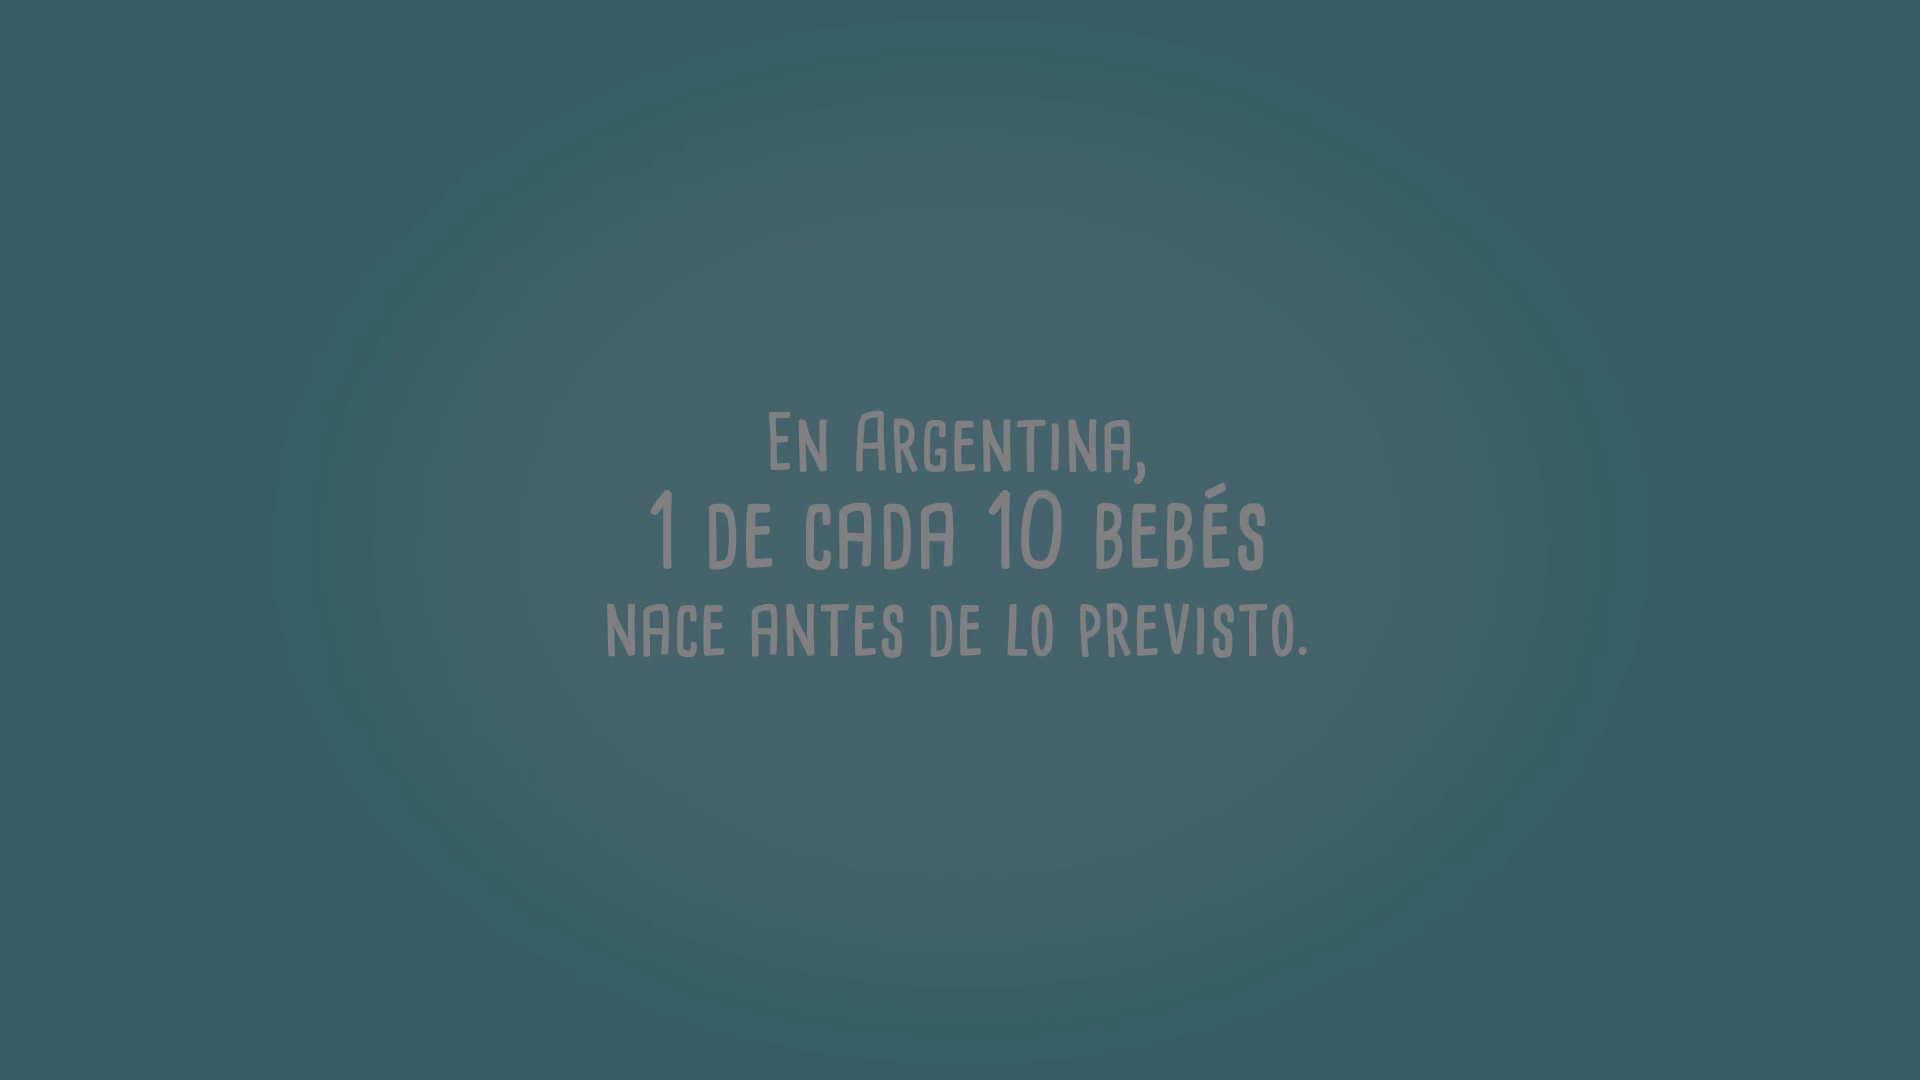 En Argentina,
1 de cada 10 bebés
nace antes de lo previsto.